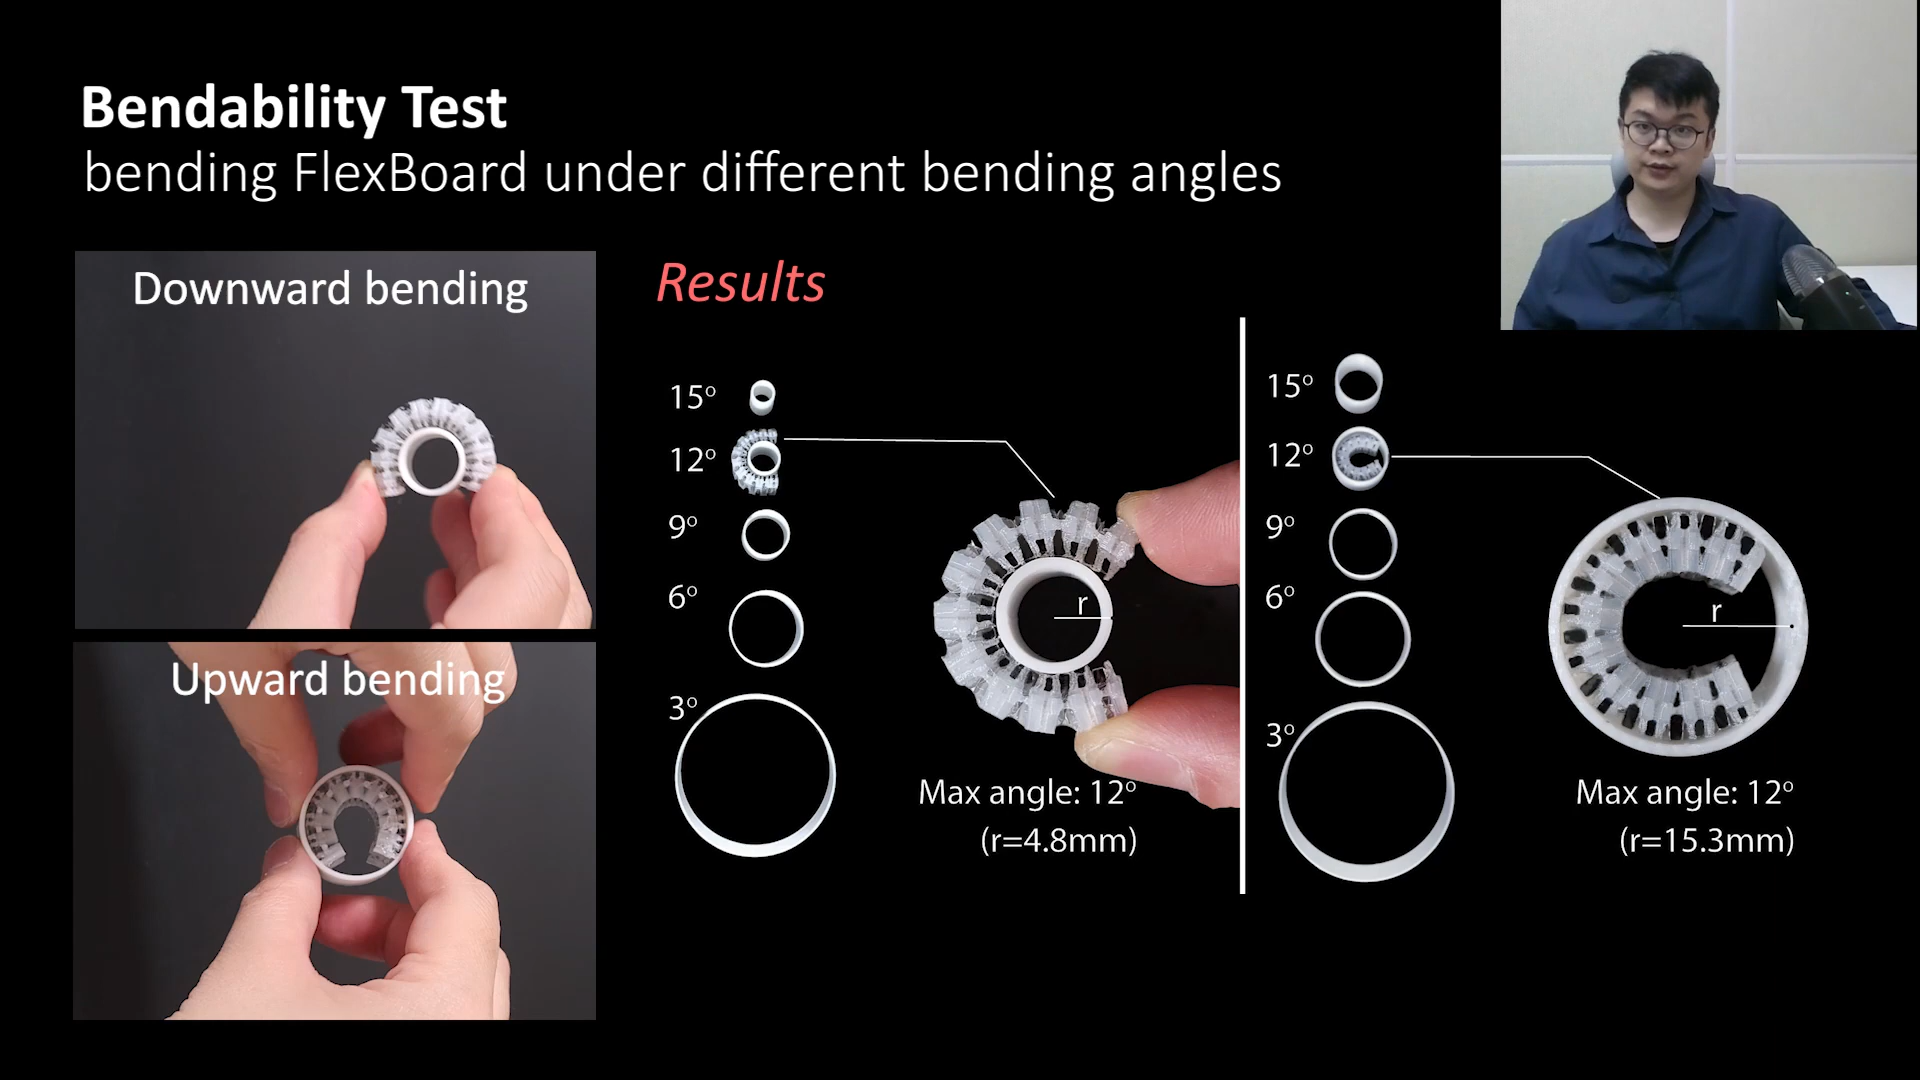 Bendability Test
bending FlexBoard under different bending angles
Downward bending
Upward bending
Results
15°
12°
9°
6°
3°
r
Max angle: 12°
(r=4.8mm)
15°
12°
9°
6°
3°
r
Max angle: 12°
(r=15.3mm)